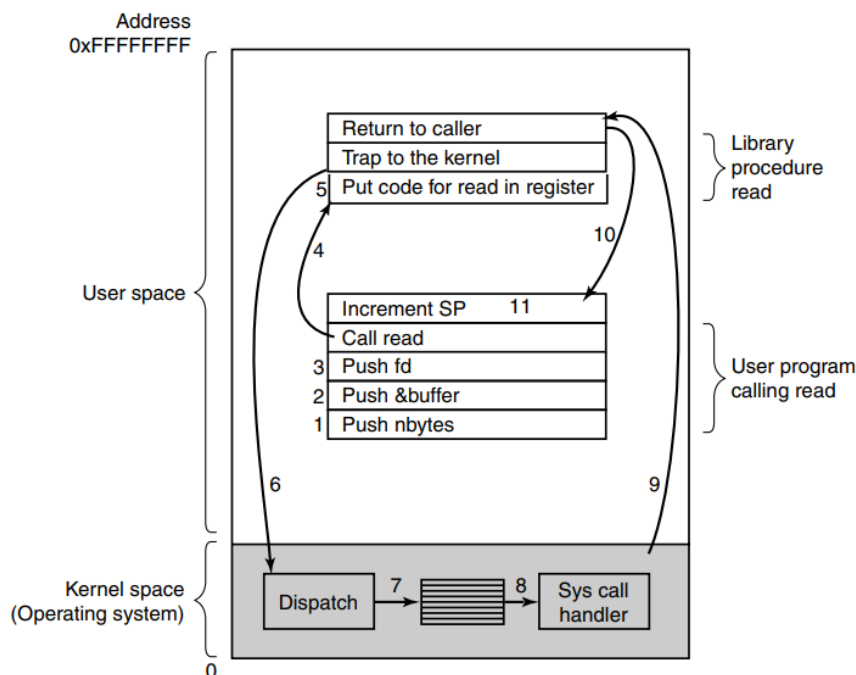 Address
0xFFFFFFFF
Return to caller
Trap to the kernel
5 Put code for read in register
Library
procedure
read
4
10
User space
Increment SP 11
Call read
3 Push fd
2 Push &buffer
1 Push nbytes
User program
calling read
6
9
Kernel space
(Operating system)
Dispatch
7
8
Sys call
handler
0